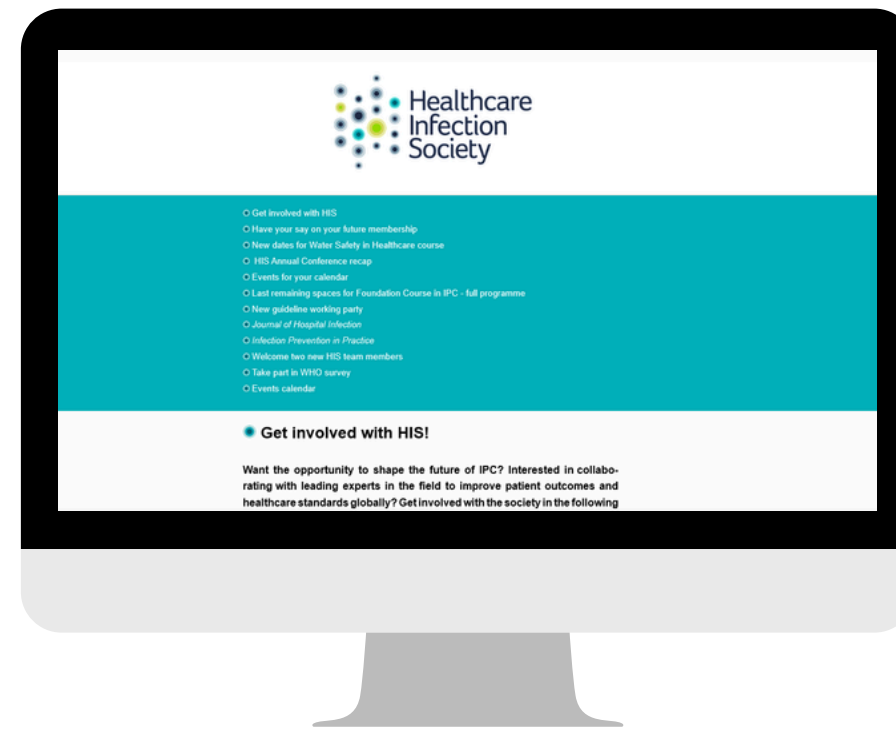 Healthcare
Infection
Society
Get involved with HIS
Have your say on your future membership
New dates for Water Safety in Healthcare course
HIS Annual Conference recap
Events for your calendar
Last remaining spaces for Foundation Course in IPC - full programme
New guideline working party
Journal of Hospital Infection
Infection Prevention in Practice
Welcome two new HIS team members
Take part in WHO survey
Events calendar
Get involved with HIS!
Want the opportunity to shape the future of IPC? Interested in collabo-
rating with leading experts in the field to improve patient outcomes and
healthcare standards globally? Get involved with the society in the following